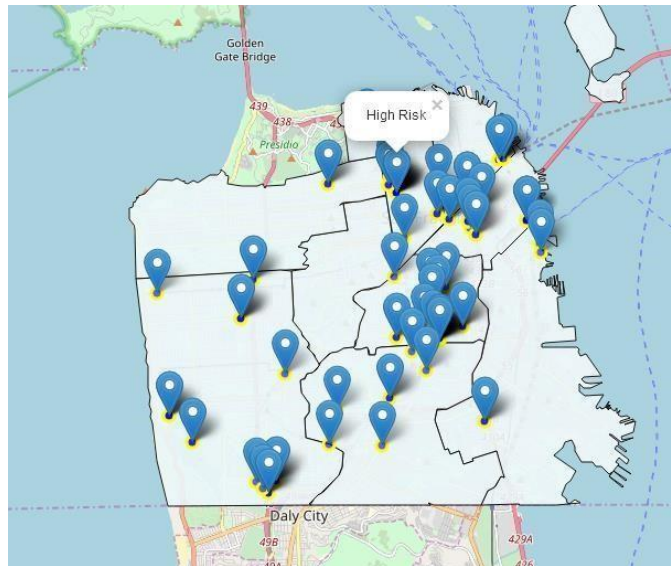 Golden
Gate Bridge
439
438
Presidio
High Risk
×
Daly City
49B
429A